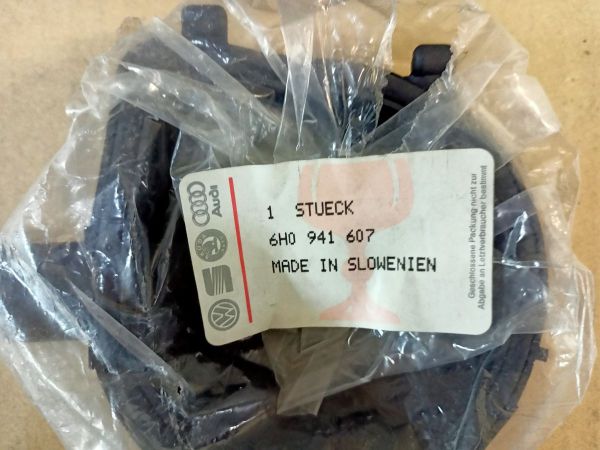 Audi
1 STUECK
6H0 941 607
MADE IN SLOWENIEN
Geschlossene Packung nicht zur
Abgabe an Letztverbraucher bestimmt